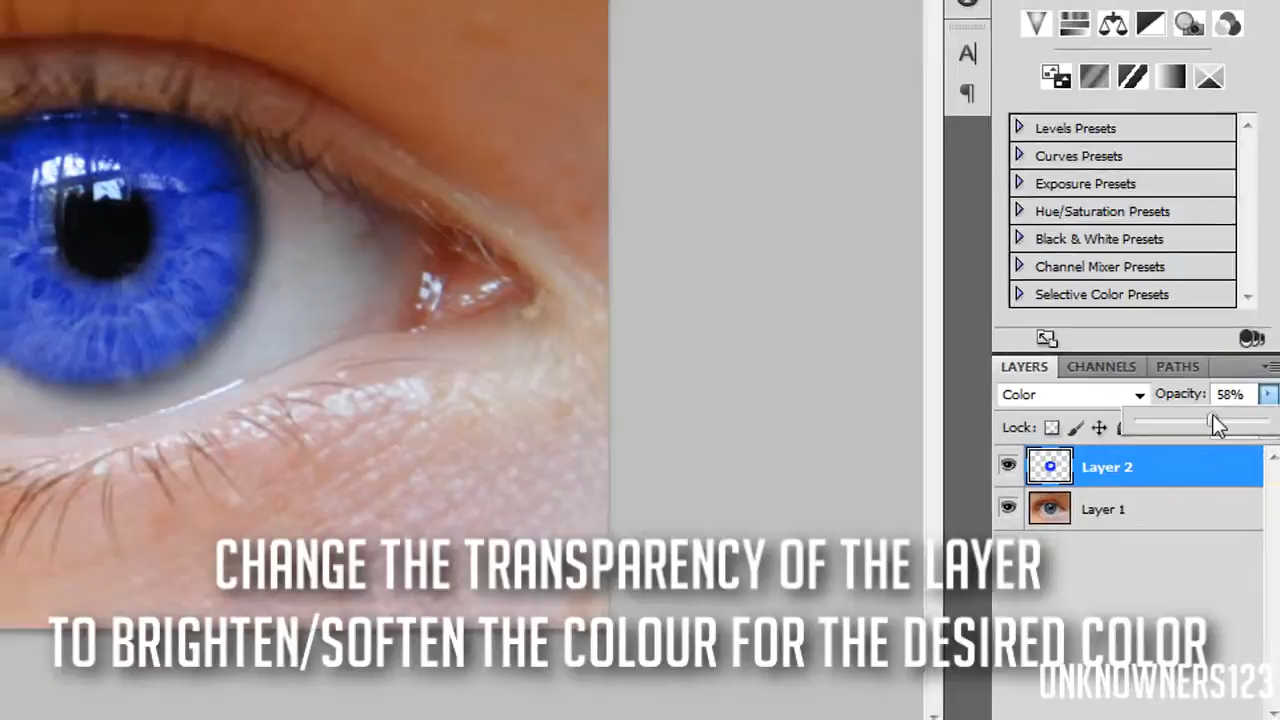 A
Levels Presets
Curves Presets
Exposure Presets
Hue/Saturation Presets
Black & White Presets
Channel Mixer Presets
Selective Color Presets
LAYERS CHANNELS PATHS
Color Opacity: 58%
Lock:
Layer 2
Layer 1
CHANGE THE TRANSPARENCY OF THE LAYER
TO BRIGHTEN/SOFTEN THE COLOUR FOR THE DESIRED COLOR
UNKNOWNERS123